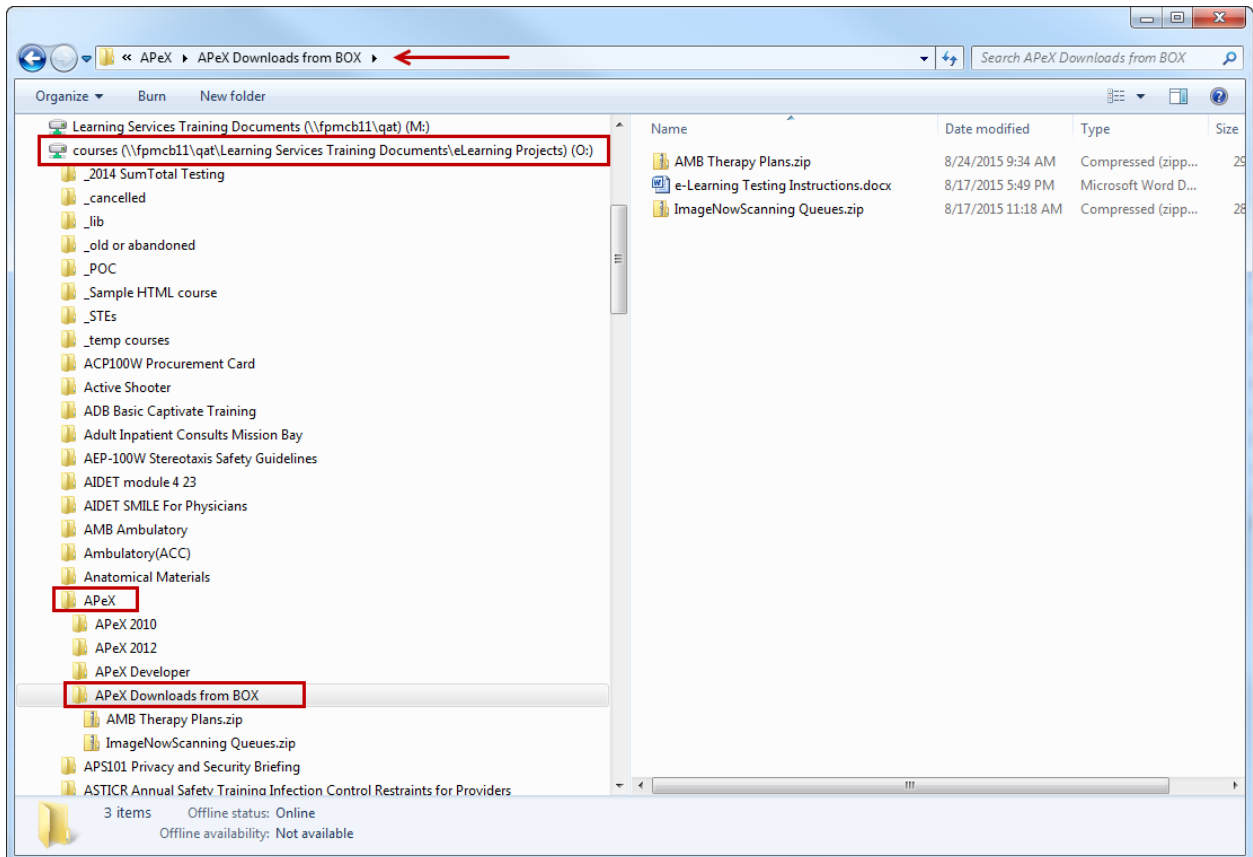 « APeX ▸ APeX Downloads from BOX ▸
Search APeX Downloads from BOX
Organize ▾ Burn New folder
Learning Services Training Documents (\\fpmcb11\qat) (M:)
courses (\\fpmcb11\qat\Learning Services Training Documents\eLearning Projects) (O:)
_2014 SumTotal Testing
_cancelled
_lib
_old or abandoned
_POC
_Sample HTML course
_STEs
_temp courses
ACP100W Procurement Card
Active Shooter
ADB Basic Captivate Training
Adult Inpatient Consults Mission Bay
AEP-100W Stereotaxis Safety Guidelines
AIDET module 4 23
AIDET SMILE For Physicians
AMB Ambulatory
Ambulatory(ACC)
Anatomical Materials
APeX
APeX 2010
APeX 2012
APeX Developer
APeX Downloads from BOX
AMB Therapy Plans.zip
ImageNowScanning Queues.zip
APS101 Privacy and Security Briefing
ASTICR Annual Safety Training Infection Control Restraints for Providers
Name Date modified Type Size
AMB Therapy Plans.zip 8/24/2015 9:34 AM Compressed (zipp... 29
e-Learning Testing Instructions.docx 8/17/2015 5:49 PM Microsoft Word D...
ImageNowScanning Queues.zip 8/17/2015 11:18 AM Compressed (zipp... 28
3 items Offline status: Online
Offline availability: Not available